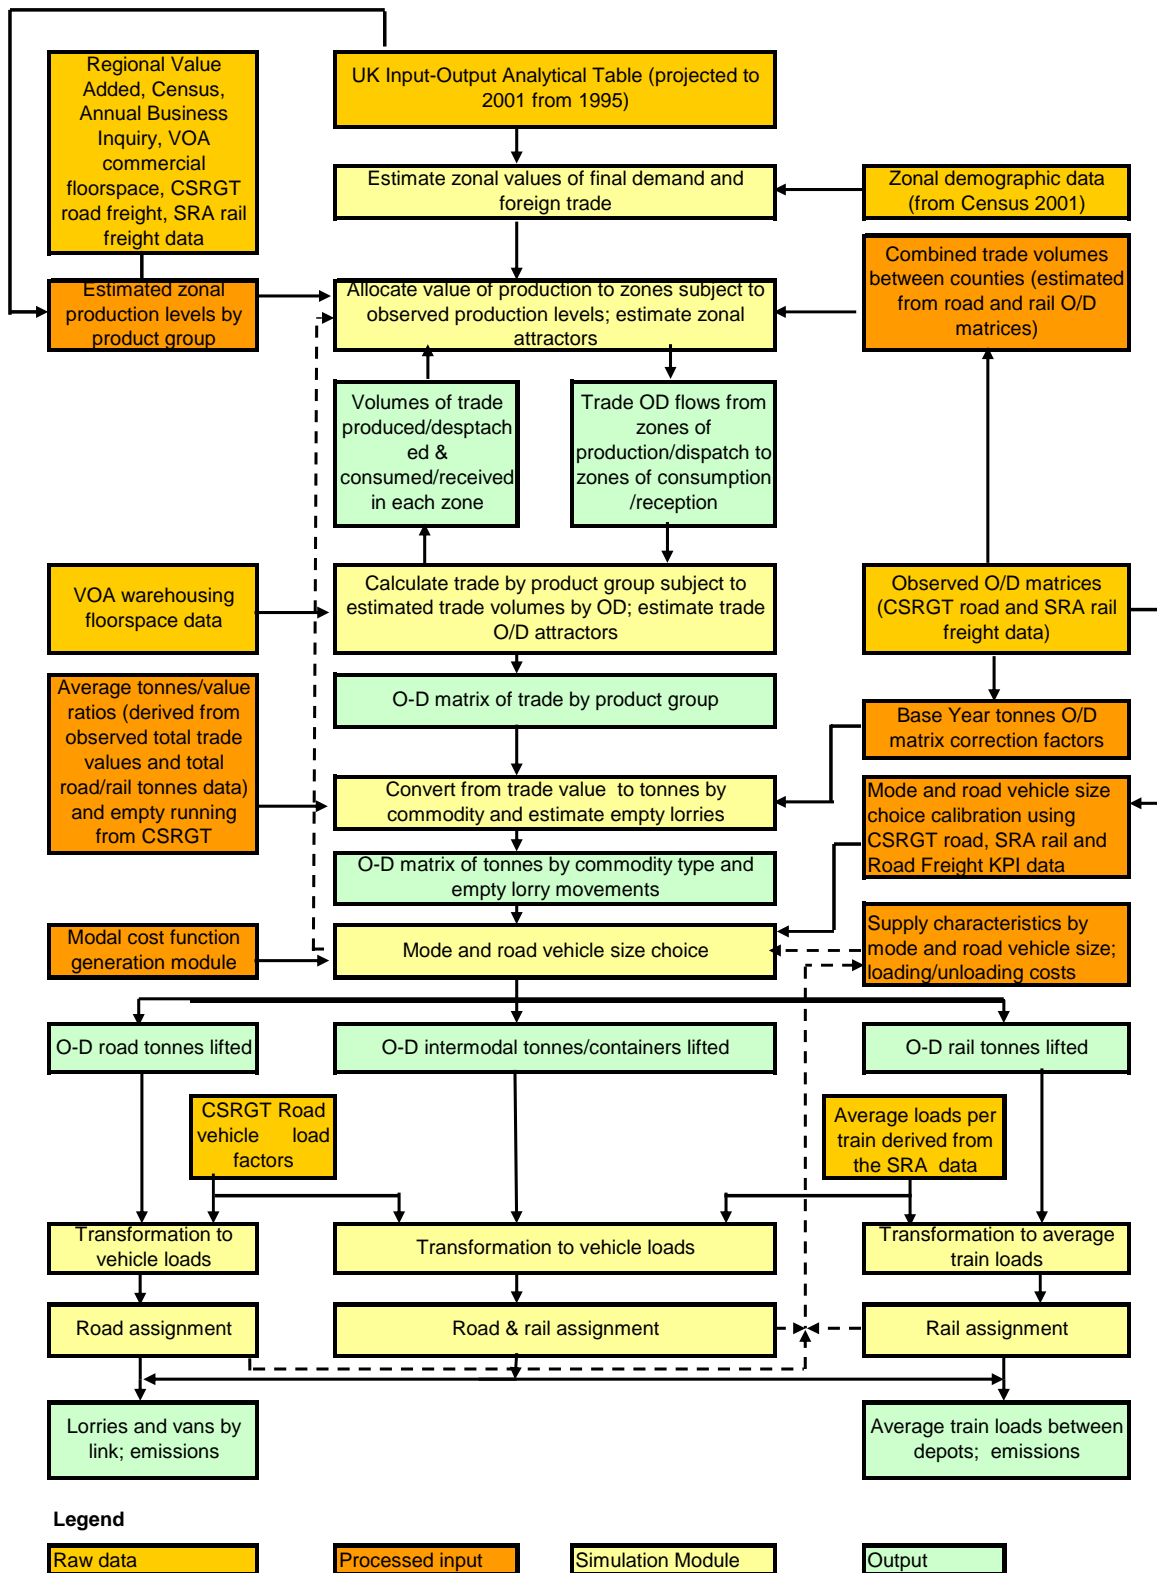 Regional Value
Added, Census,
Annual Business
Inquiry, VOA
commercial
floorspace, CSRGT
road freight, SRA rail
freight data
UK Input-Output Analytical Table (projected to
2001 from 1995)
Estimate zonal values of final demand and
foreign trade
Zonal demographic data
(from Census 2001)
Estimated zonal
production levels by
product group
Allocate value of production to zones subject to
observed production levels; estimate zonal
attractors
Combined trade volumes
between counties (estimated
from road and rail O/D
matrices)
Volumes of trade
produced/desptach
ed &
consumed/received
in each zone
Trade OD flows from
zones of
production/dispatch to
zones of consumption
/reception
VOA warehousing
floorspace data
Calculate trade by product group subject to
estimated trade volumes by OD; estimate trade
O/D attractors
Observed O/D matrices
(CSRGT road and SRA rail
freight data)
Average tonnes/value
ratios (derived from
observed total trade
values and total
road/rail tonnes data)
and empty running
from CSRGT
O-D matrix of trade by product group
Base Year tonnes O/D
matrix correction factors
Convert from trade value  to tonnes by
commodity and estimate empty lorries
Mode and road vehicle size
choice calibration using
CSRGT road, SRA rail and
Road Freight KPI data
O-D matrix of tonnes by commodity type and
empty lorry movements
Modal cost function
generation module
Mode and road vehicle size choice
Supply characteristics by
mode and road vehicle size;
loading/unloading costs
O-D road tonnes lifted
O-D intermodal tonnes/containers lifted
O-D rail tonnes lifted
CSRGT Road
vehicle load
factors
Average loads per
train derived from
the SRA  data
Transformation to
vehicle loads
Transformation to vehicle loads
Transformation to average
train loads
Road assignment
Road & rail assignment
Rail assignment
Lorries and vans by
link; emissions
Average train loads between
depots;  emissions
Legend
Raw data
Processed input
Simulation Module
Output